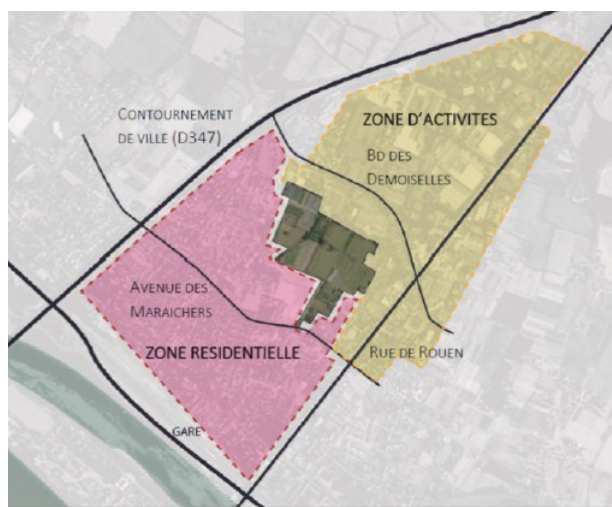 CONTOURNEMENT
DE VILLE (D347)
ZONE D'ACTIVITES
BD DES
DEMOISELLES
AVENUE DES
MARAICHERS
ZONE RESIDENTIELLE
RUE DE ROUEN
GARE